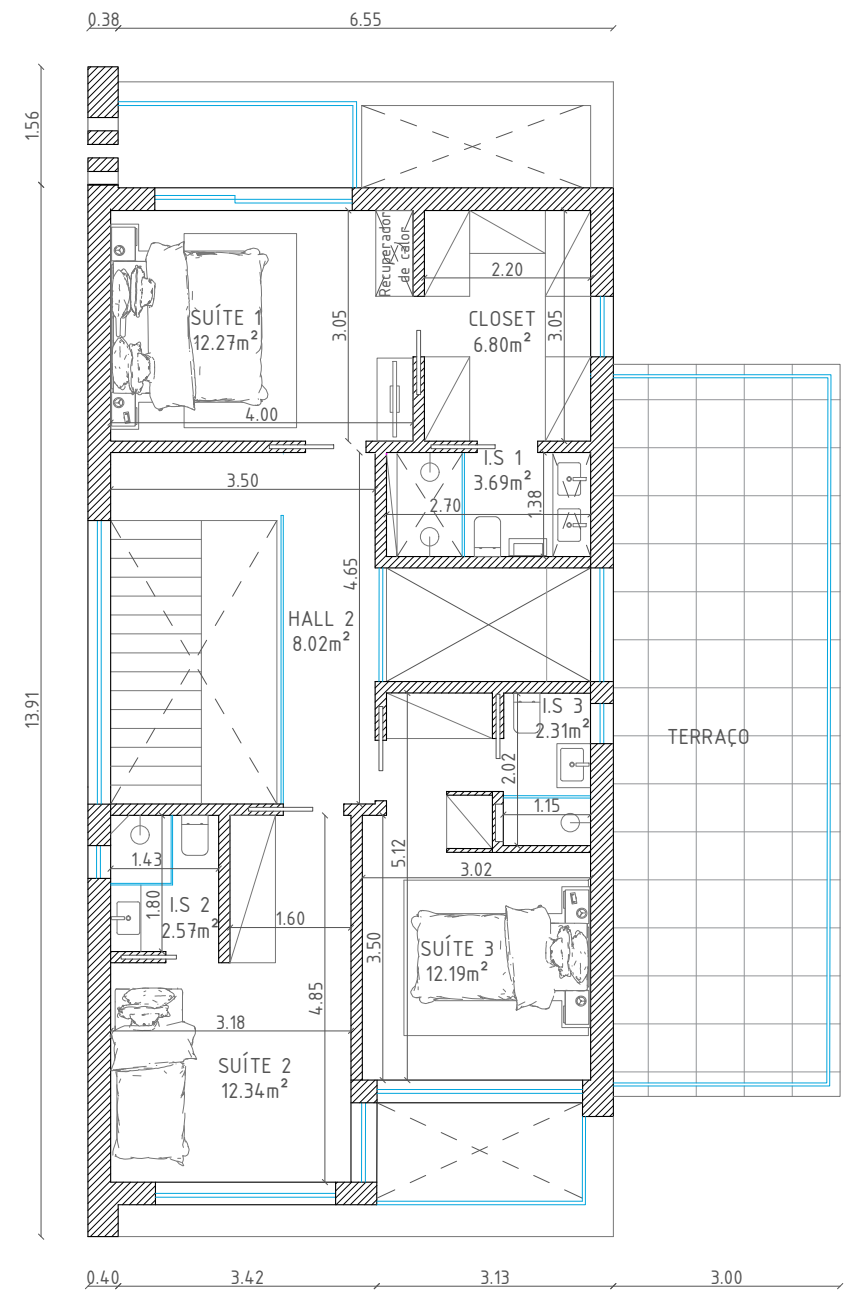 0.38
6.55
1.56
Recuperador
de calor
2.20
SUÍTE 1
12.27m²
3.05
CLOSET
6.80m²
3.05
4.00
I.S 1
3.69m²
3.50
2.70
1.38
4.65
HALL 2
8.02m²
13.91
I.S 3
2.31m²
TERRAÇO
2.02
1.15
1.43
5.12
3.02
1.80
I.S 2
2.57m²
1.60
3.50
SUÍTE 3
12.19m²
4.85
3.18
SUÍTE 2
12.34m²
0.40
3.42
3.13
3.00